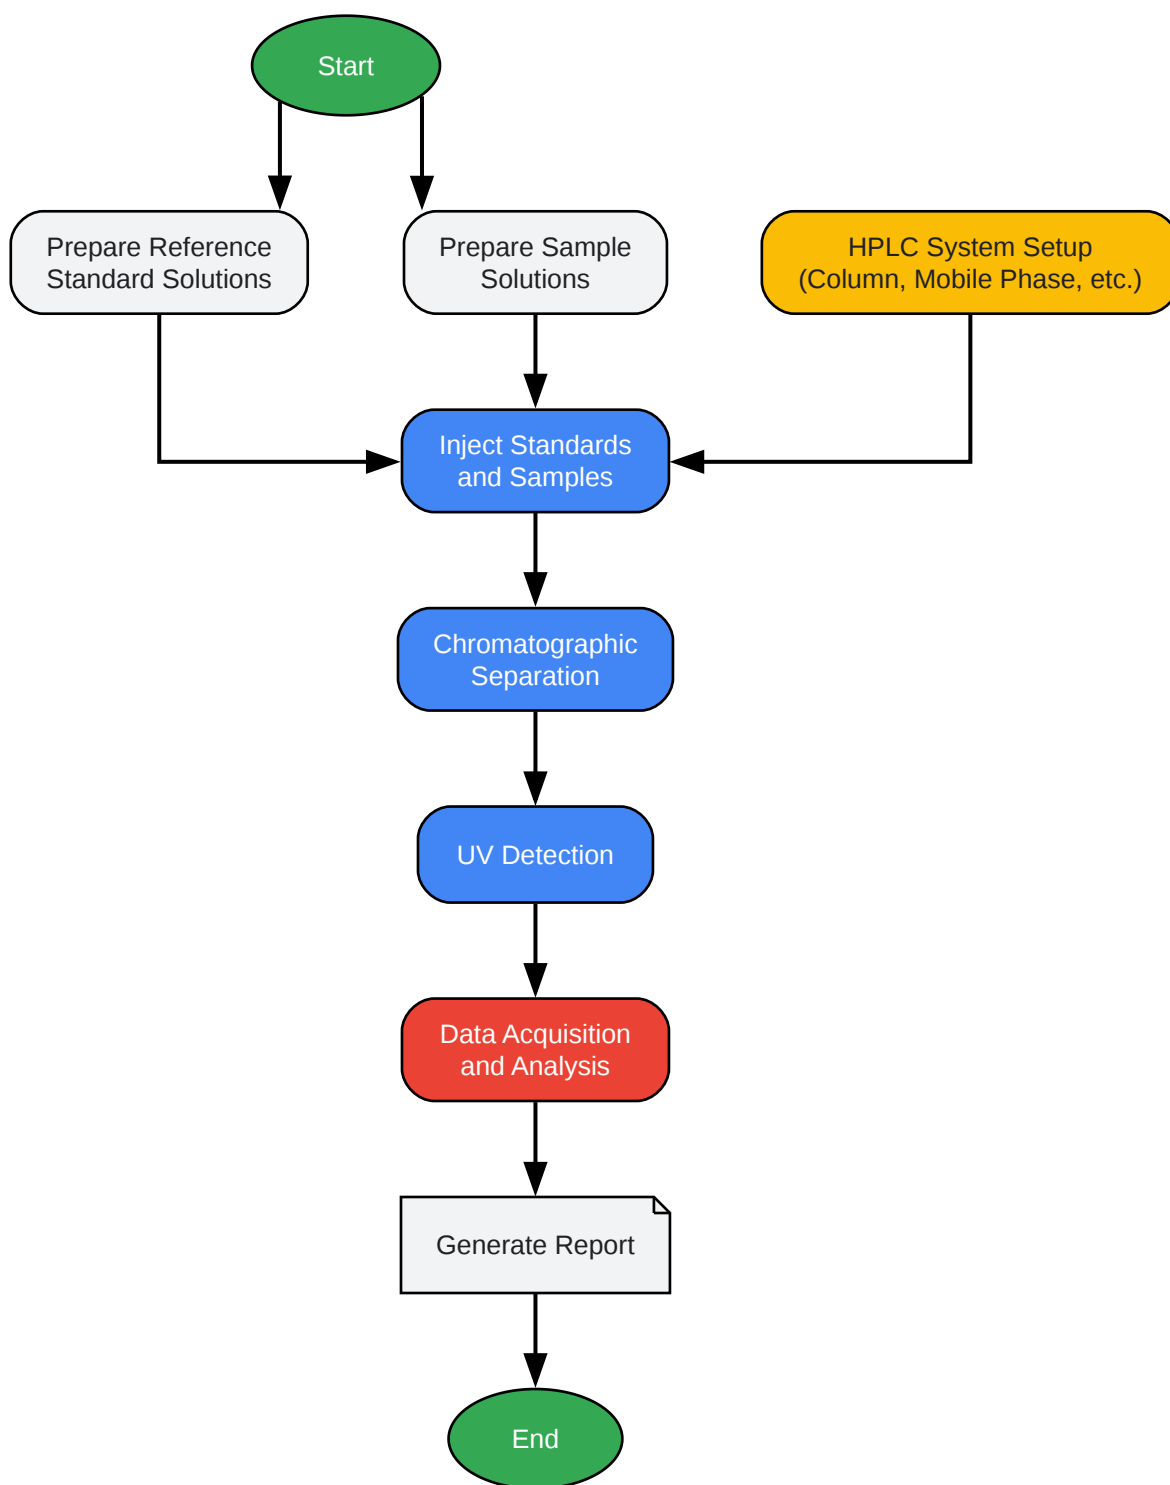 Start
Prepare Reference
Standard Solutions
Prepare Sample
Solutions
HPLC System Setup
(Column, Mobile Phase, etc.)
Inject Standards
and Samples
Chromatographic
Separation
UV Detection
Data Acquisition
and Analysis
Generate Report
End